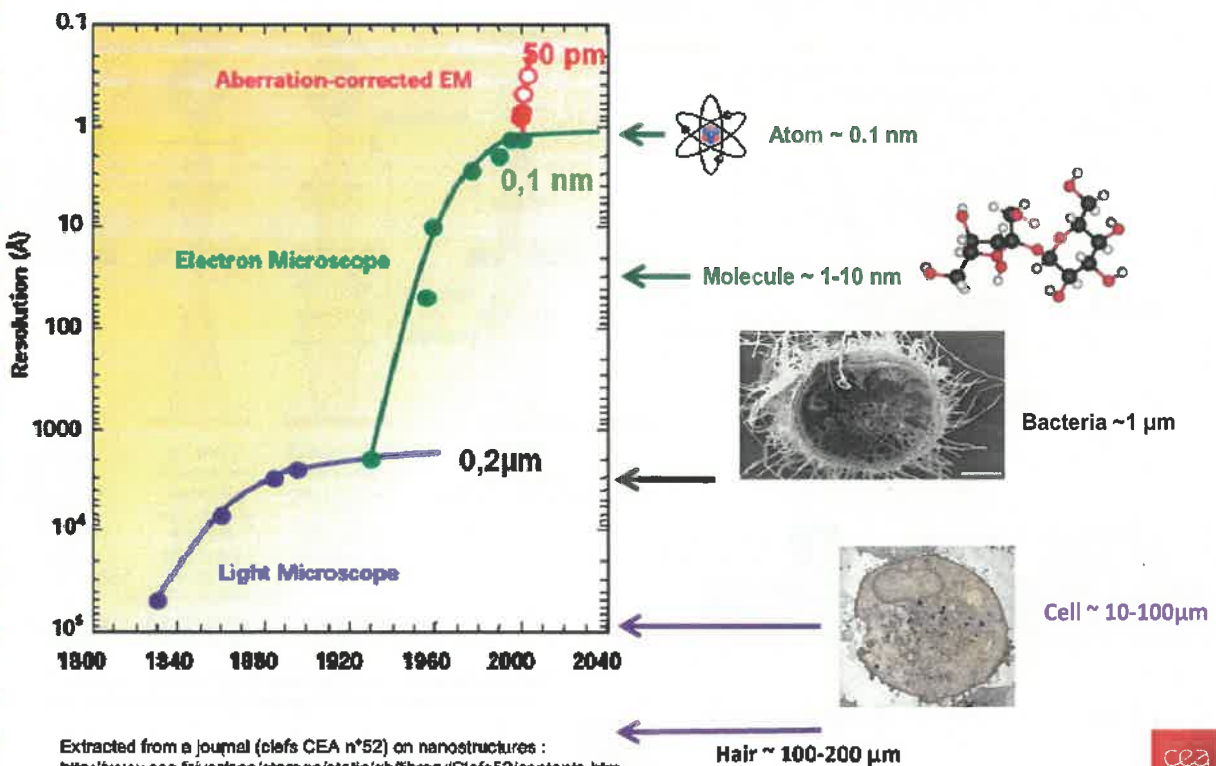 0.1
1
10
100
1000
10⁴
10⁵
Resolution (Å)
1800 1840 1880 1920 1960 2000 2040
Aberration-corrected EM
50 pm
0,1 nm
Electron Microscope
0,2µm
Light Microscope
Atom ~ 0.1 nm
Molecule ~ 1-10 nm
Bacteria ~1 µm
Cell ~ 10-100µm
Hair ~ 100-200 µm
Extracted from a journal (clefs CEA n°52) on nanostructures :
cea